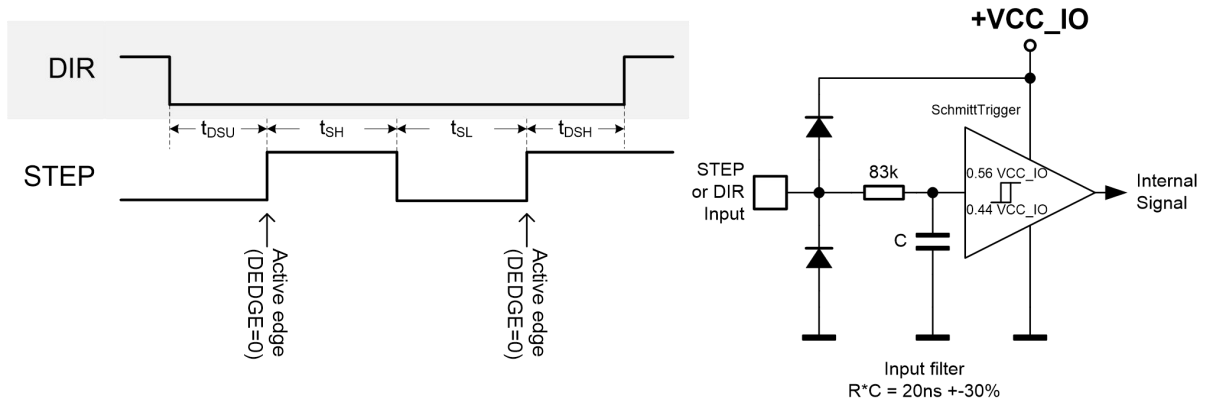 DIR
tDSU
tSH
tSL
tDSH
STEP
Active edge
(DEDGE=0)
Active edge
(DEDGE=0)
+VCC_IO
SchmittTrigger
STEP
or DIR
Input
83k
0.56 VCC_IO
0.44 VCC_IO
C
Internal
Signal
Input filter
R*C = 20ns +-30%